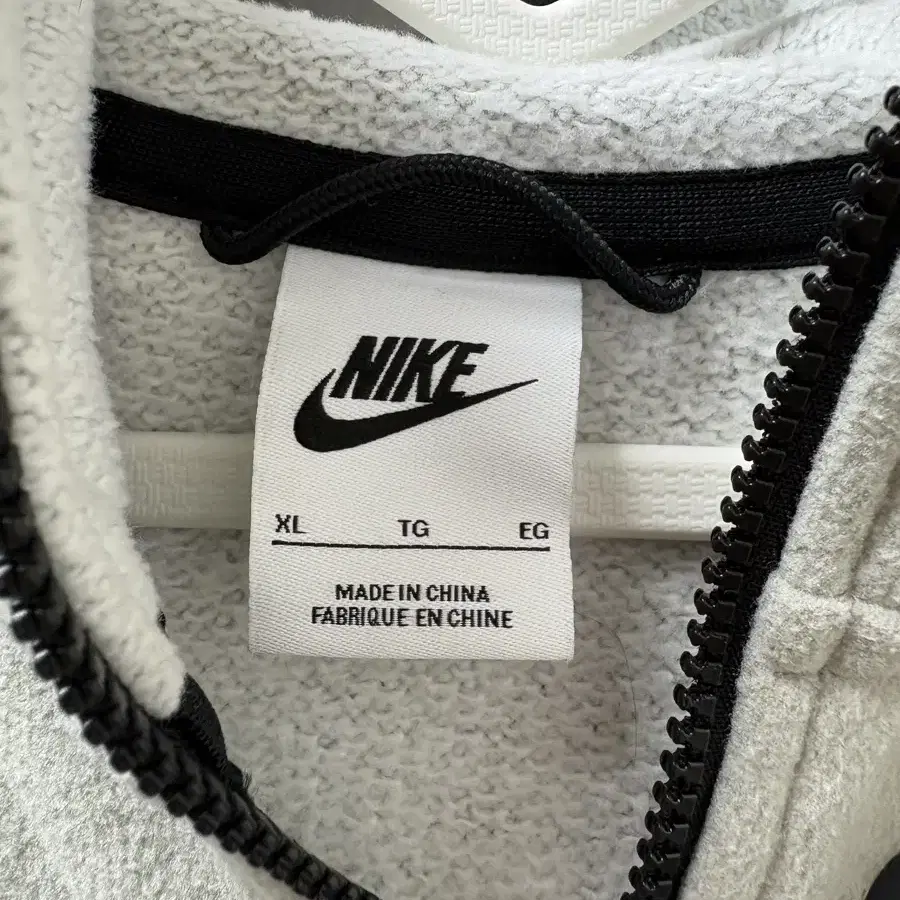 NIKE
XL TG EG
MADE IN CHINA
FABRIQUE EN CHINE